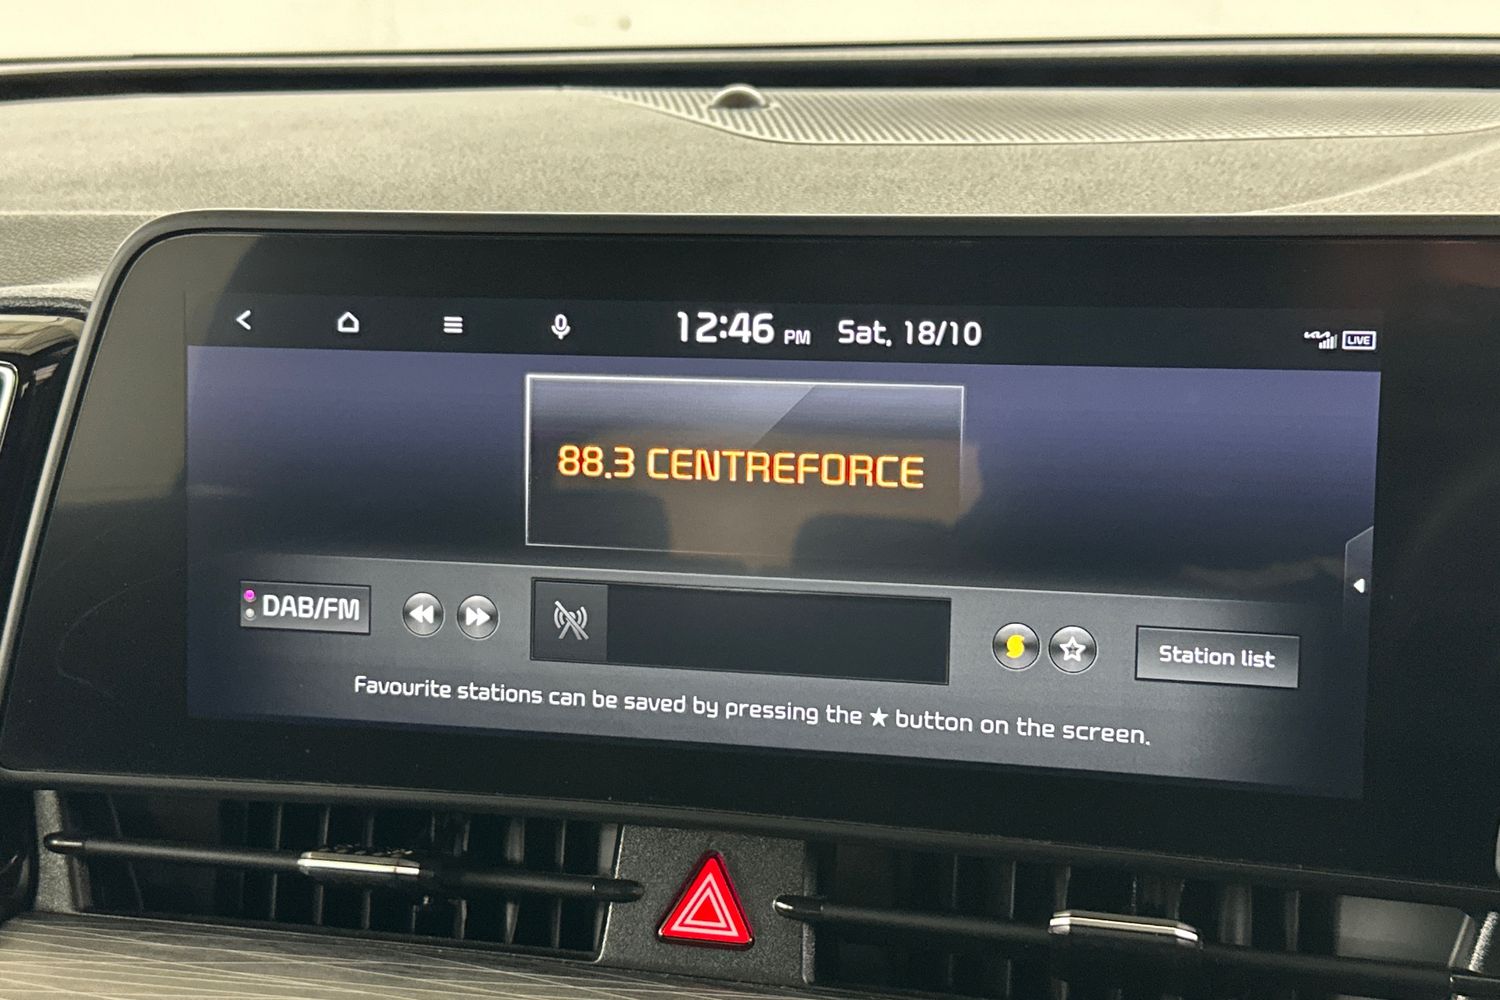 12:46 PM Sat, 18/10
KIA LIVE
88.3 CENTREFORCE
DAB/FM
Station list
Favourite stations can be saved by pressing the ★ button on the screen.